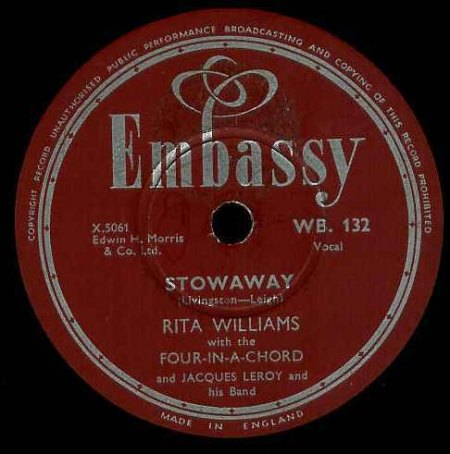 COPYRIGHT RECORD UNAUTHORISED PUBLIC PERFORMANCE BROADCASTING AND COPYING OF THIS RECORD PROHIBITED.
Embassy
X.5061
Edwin H. Morris
& Co. Ltd.
WB. 132
Vocal
STOWAWAY
(Livingston—Leigh)
RITA WILLIAMS
with the
FOUR-IN-A-CHORD
and JACQUES LEROY and
his Band
MADE IN ENGLAND